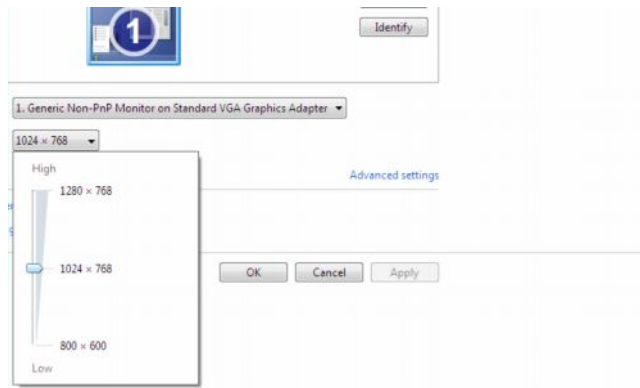 1
Identify
1. Generic Non-PnP Monitor on Standard VGA Graphics Adapter
1024 × 768
High
Advanced settings
1280 × 768
1024 × 768
OK Cancel Apply
800 × 600
Low